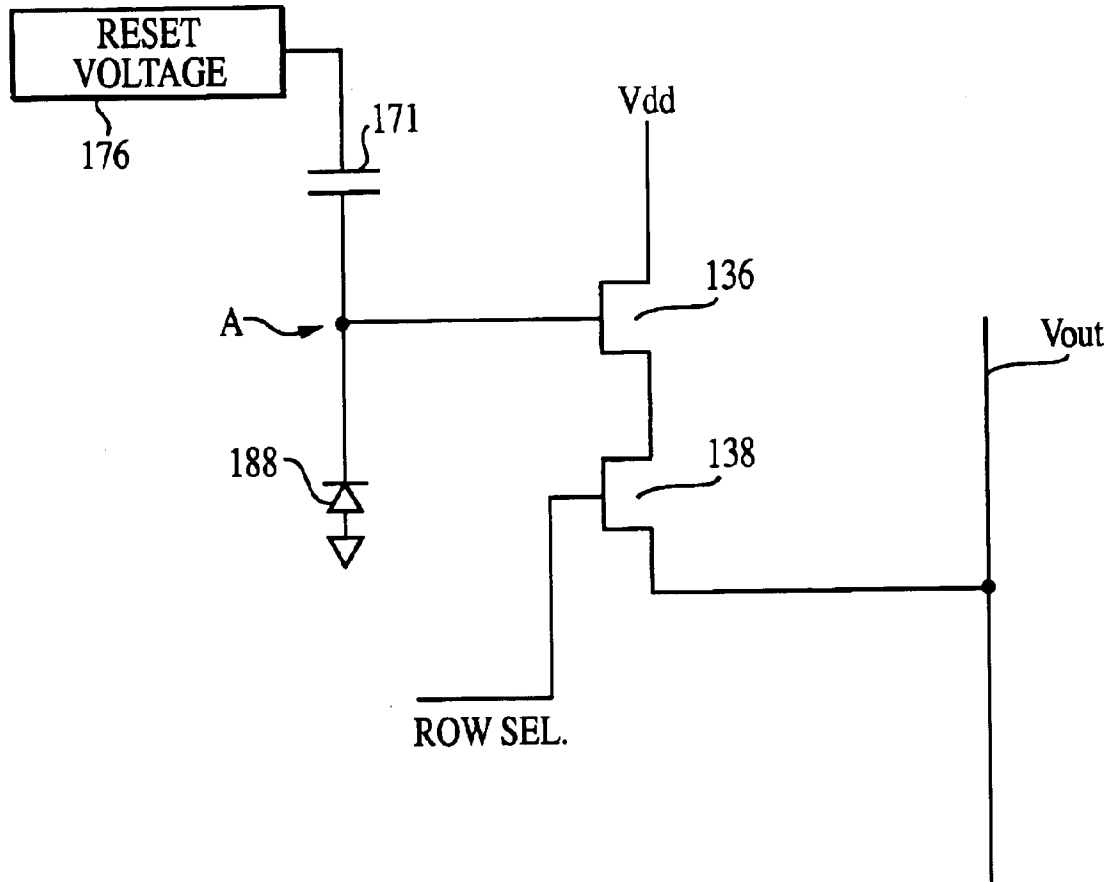 RESET
VOLTAGE
176
171
Vdd
136
A
Vout
188
138
ROW SEL.